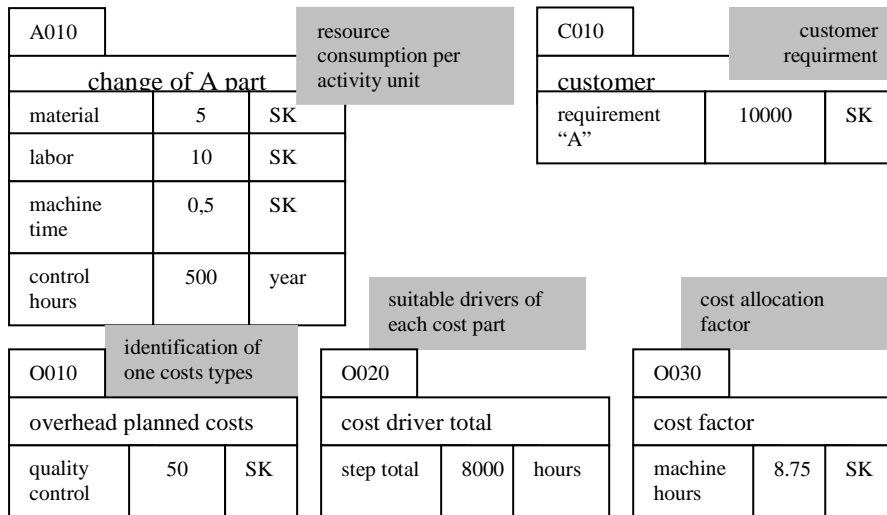 A010
resource
consumption per
activity unit
change of A part
material 5 SK
labor 10 SK
machine
time 0,5 SK
control
hours 500 year
C010
customer
requirment
customer
requirement
“A” 10000 SK
identification of
one costs types
O010
overhead planned costs
quality
control 50 SK
suitable drivers of
each cost part
O020
cost driver total
step total 8000 hours
cost allocation
factor
O030
cost factor
machine
hours 8.75 SK